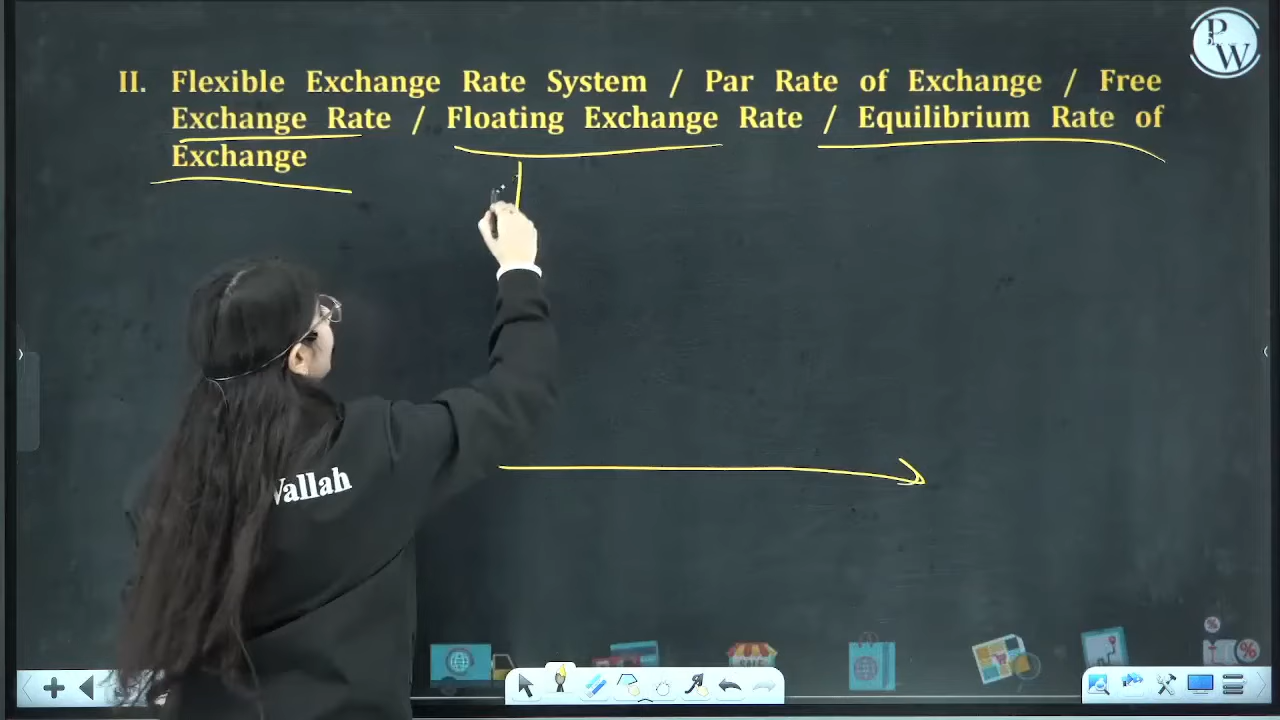 PW
II. Flexible Exchange Rate System / Par Rate of Exchange / Free
Exchange Rate / Floating Exchange Rate / Equilibrium Rate of
Exchange
Vallah